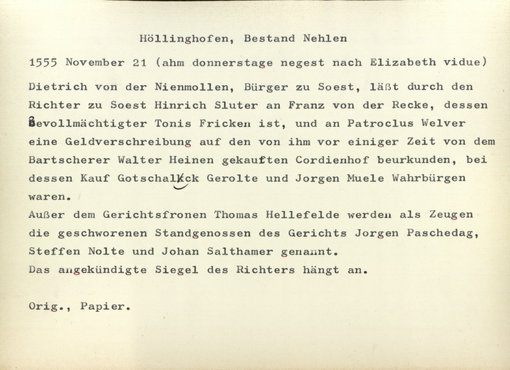 Höllinghofen, Bestand Nehlen
1555 November 21 (ahm donnerstage negest nach Elizabeth vidue)
Dietrich von der Nienmollen, Bürger zu Soest, läßt durch den
Richter zu Soest Hinrich Sluter an Franz von der Recke, dessen
Bevollmächtigter Tonis Fricken ist, und an Patroclus Welver
eine Geldverschreibung auf den von ihm vor einiger Zeit von dem
Bartscherer Walter Heinen gekauften Cordienhof beurkunden, bei
dessen Kauf Gotschalck Gerolte und Jorgen Muele Wahrbürgen
waren.
Außer dem Gerichtsfronen Thomas Hellefelde werden als Zeugen
die geschworenen Standgenossen des Gerichts Jorgen Paschedag,
Steffen Nolte und Johan Salthamer genannt.
Das angekündigte Siegel des Richters hängt an.
Orig., Papier.